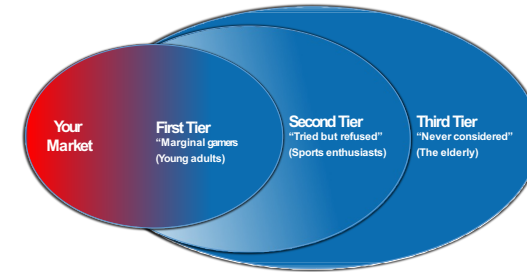 Your
Market
First Tier
“Marginal gamers
(Young adults)
Second Tier
“Tried but refused”
(Sports enthusiasts)
Third Tier
“Never considered”
(The elderly)